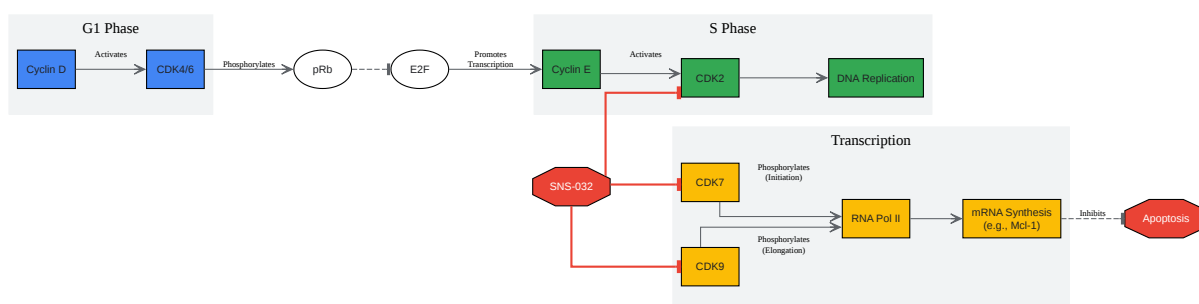 G1 Phase
Cyclin D
Activates
CDK4/6
Phosphorylates
pRb
E2F
Promotes
Transcription
S Phase
Cyclin E
Activates
CDK2
DNA Replication
SNS-032
Transcription
CDK7
Phosphorylates
(Initiation)
CDK9
Phosphorylates
(Elongation)
RNA Pol II
mRNA Synthesis
(e.g., Mcl-1)
Inhibits
Apoptosis